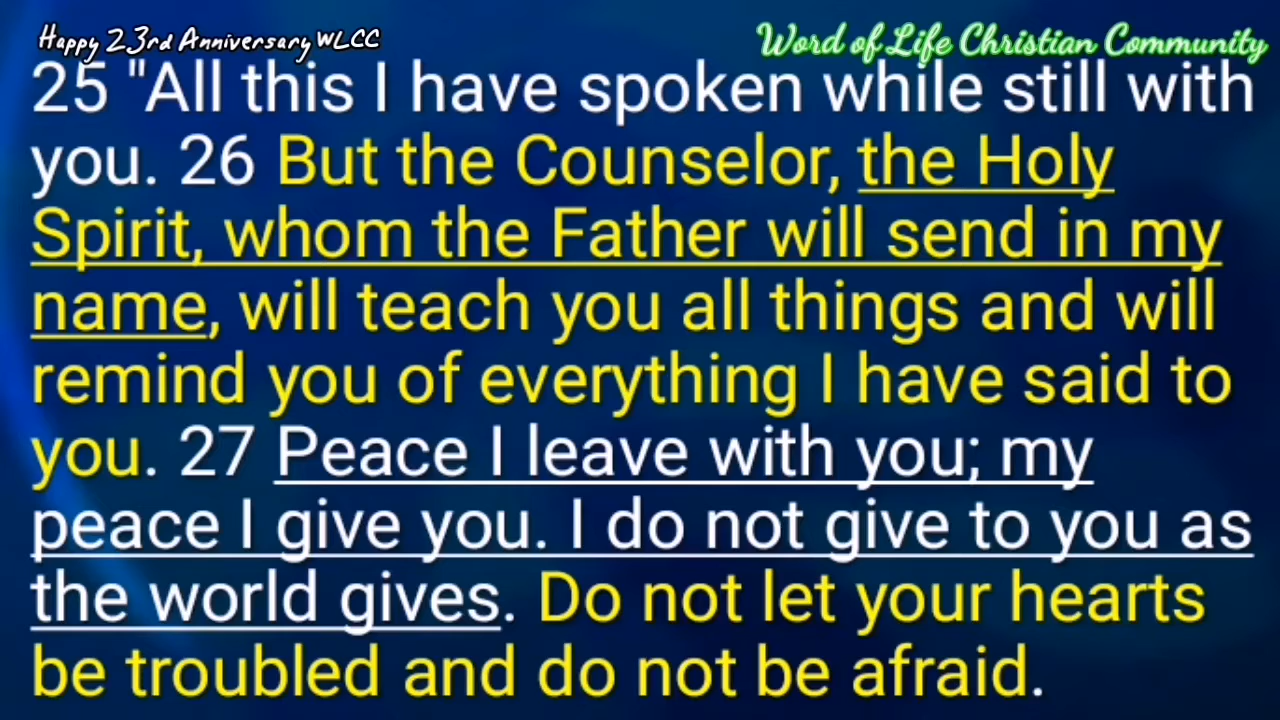 Happy 23rd Anniversary WLCC
Word of Life Christian Community
25 "All this I have spoken while still with
you. 26 But the Counselor, the Holy
Spirit, whom the Father will send in my
name, will teach you all things and will
remind you of everything I have said to
you. 27 Peace I leave with you; my
peace I give you. I do not give to you as
the world gives. Do not let your hearts
be troubled and do not be afraid.